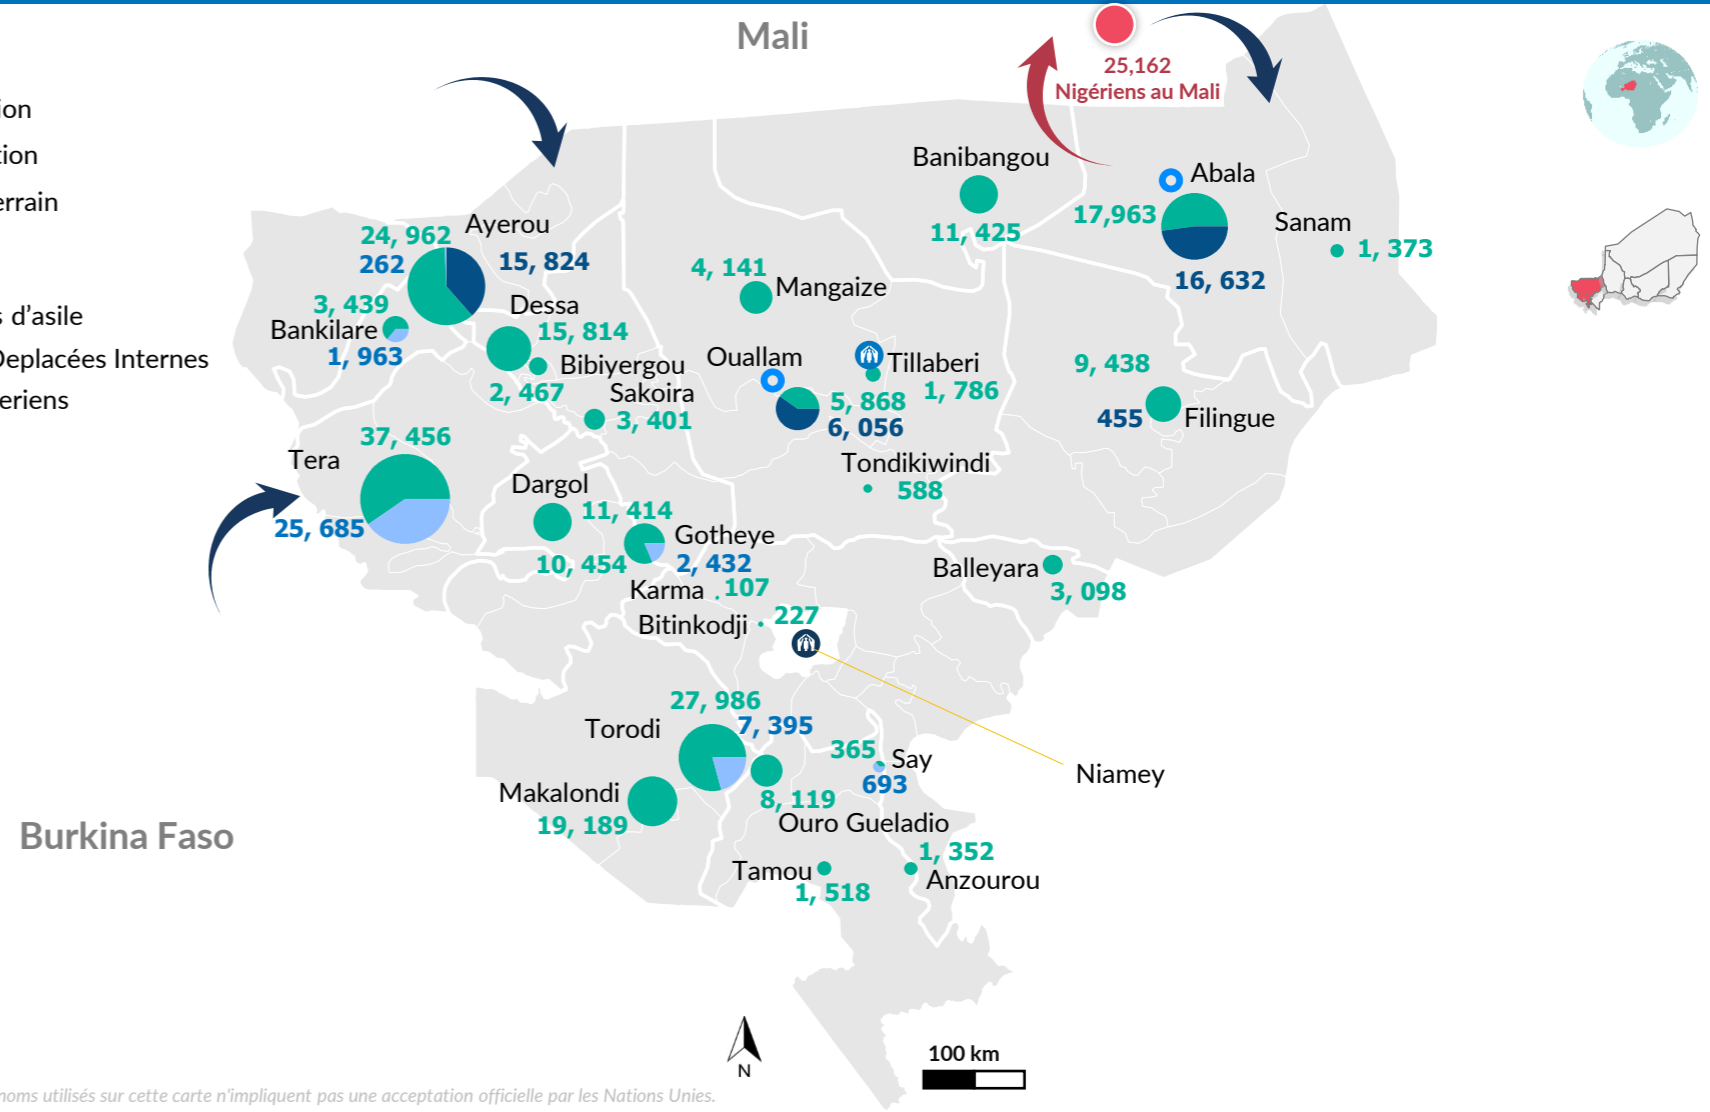 Mali
25,162
Nigériens au Mali
ion
tion
errain
s d'asile
Deplacées Internes
eriens
Banibangou
11, 425
Abala
17,963
16, 632
Sanam
1, 373
Ayerou
24, 962
262
15, 824
3, 439
Bankilare
1, 963
Dessa
15, 814
Bibiyergou
2, 467
Sakoira
3, 401
4, 141
Mangaize
Ouallam
5, 868
6, 056
Tillaberi
1, 786
9, 438
455
Filingue
37, 456
Tera
25, 685
Tondikiwindi
588
Dargol
11, 414
10, 454
Gotheye
2, 432
Karma
107
Bitinkodji
227
Balleyara
3, 098
27, 986
Torodi
7, 395
365
Say
693
Niamey
Makalondi
19, 189
8, 119
Ouro Gueladio
Burkina Faso
Tamou
1, 518
1, 352
Anzourou
N
100 km
noms utilisés sur cette carte n'impliquent pas une acceptation officielle par les Nations Unies.